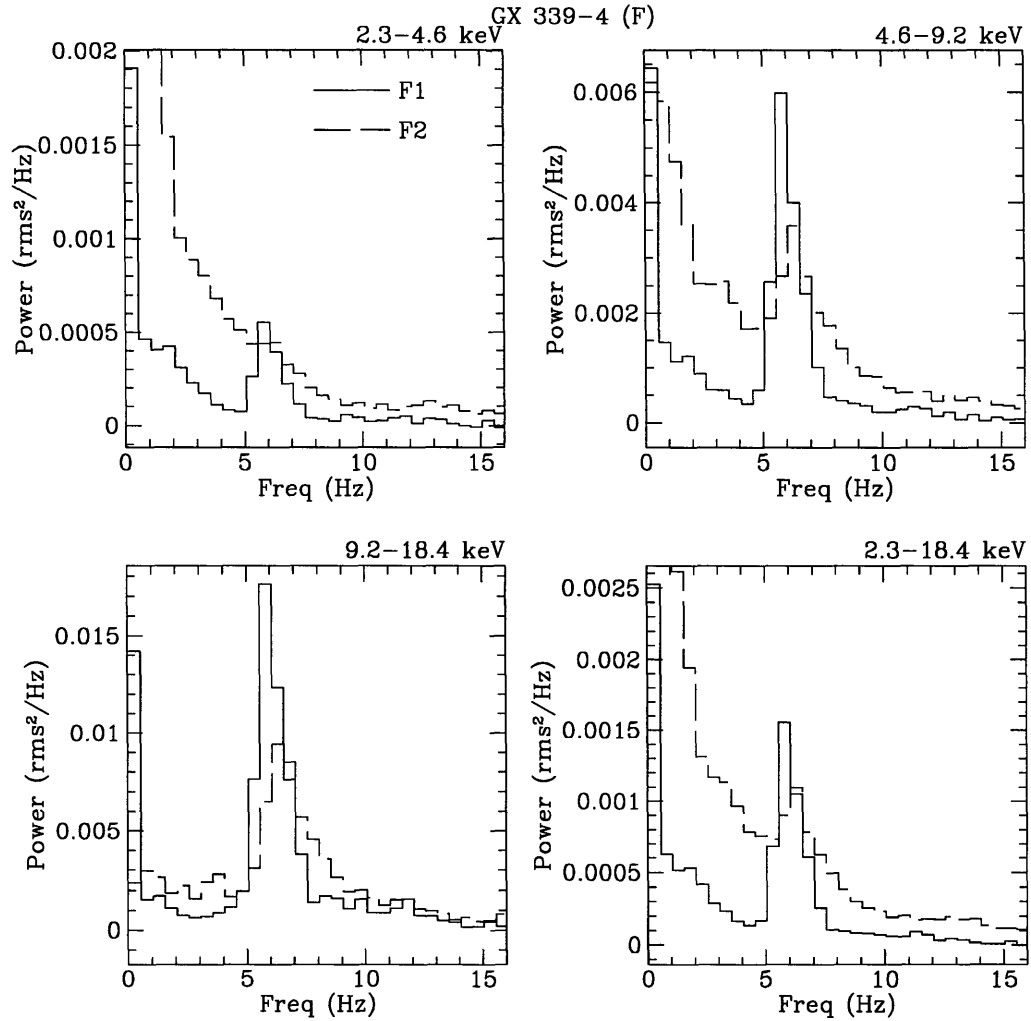 GX 339-4 (F)
2.3-4.6 keV
0.002
0.0015
0.001
0.0005
0
Power (rms²/Hz)
F1
F2
0 5 10 15
Freq (Hz)
4.6-9.2 keV
0.006
0.004
0.002
0
Power (rms²/Hz)
0 5 10 15
Freq (Hz)
9.2-18.4 keV
0.015
0.01
0.005
0
Power (rms²/Hz)
0 5 10 15
Freq (Hz)
2.3-18.4 keV
0.0025
0.002
0.0015
0.001
0.0005
0
Power (rms²/Hz)
0 5 10 15
Freq (Hz)